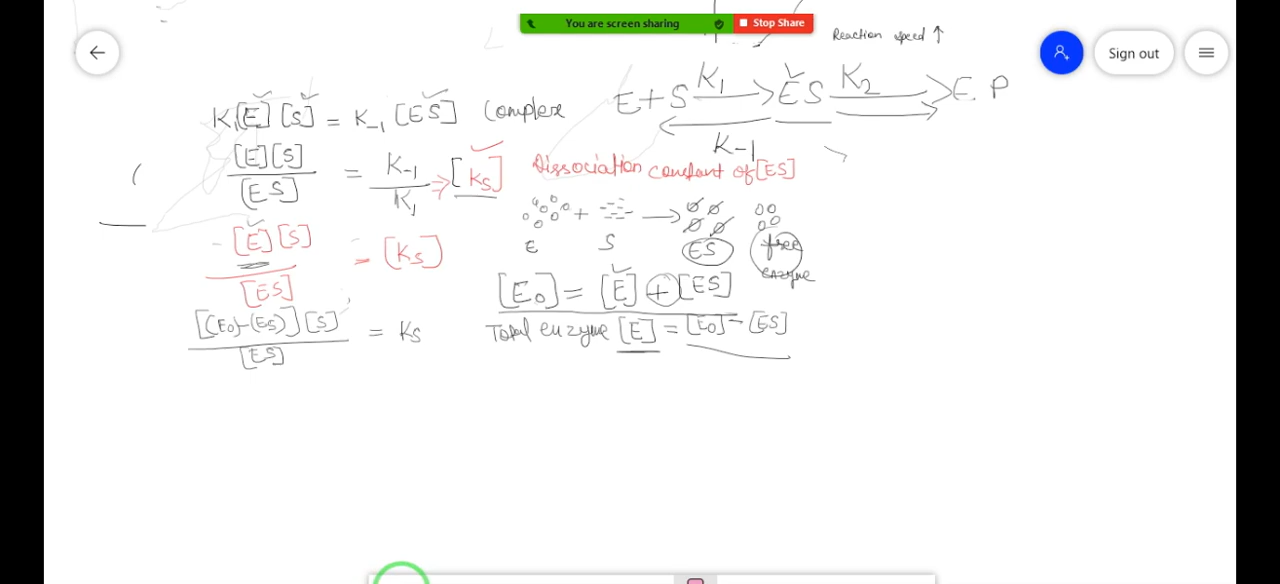 You are screen sharing
Stop Share
Reaction speed ↑
Sign out
E+S K1 → ES K2 → E. P
K-1
K1[E][S] = K-1 [ES] Complex
[E][S] / [ES] = K-1 / K1 ⇒ [Ks] Dissociation constant of [ES]
E + S → ES free enzyme
[E][S] / [ES] = [Ks]
[E0] = [E] + [ES]
[(E0)-(ES)][S] / [ES] = Ks
Total enzyme [E] = [E0] - [ES]